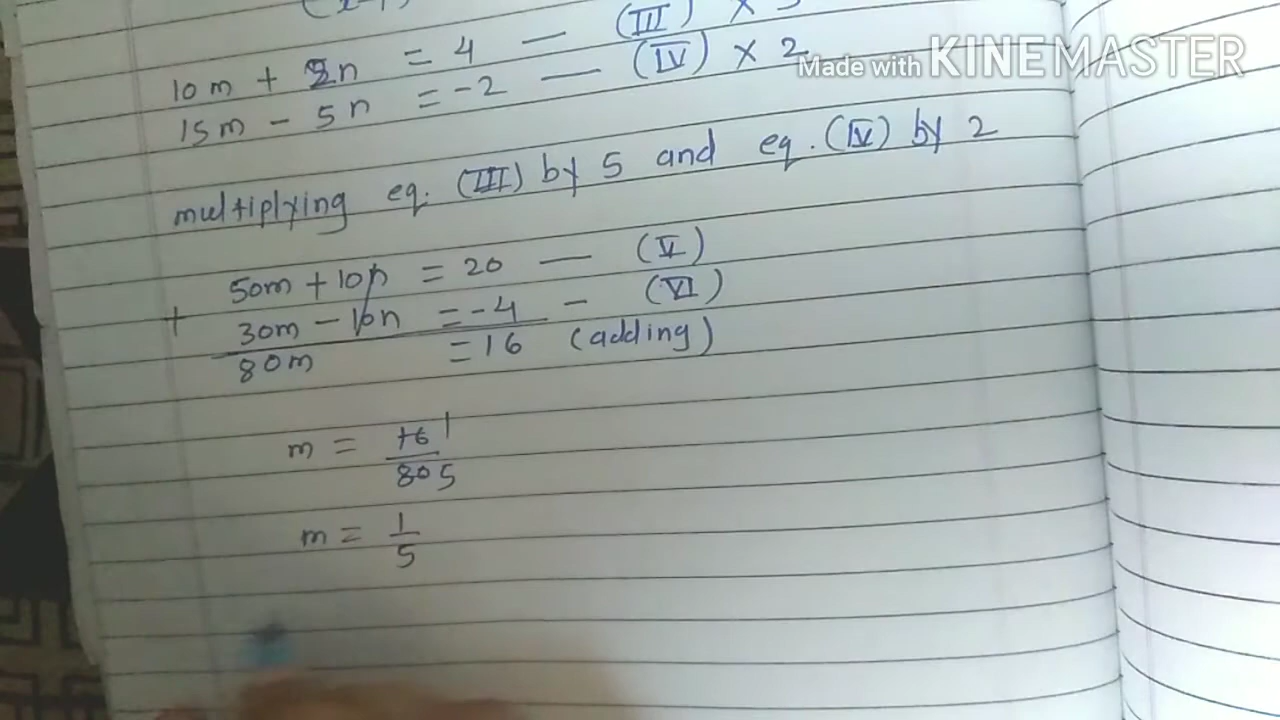 10m + 2n = 4 — (III) ×
15m - 5n = -2 — (IV) × 2
Made with KINEMASTER
multiplying eq. (III) by 5 and eq. (IV) by 2
50m + 10n = 20 — (V)
+ 30m - 10n = -4 - (VI)
80m = 16 (adding)
m = 16/80 1/5
m = 1/5